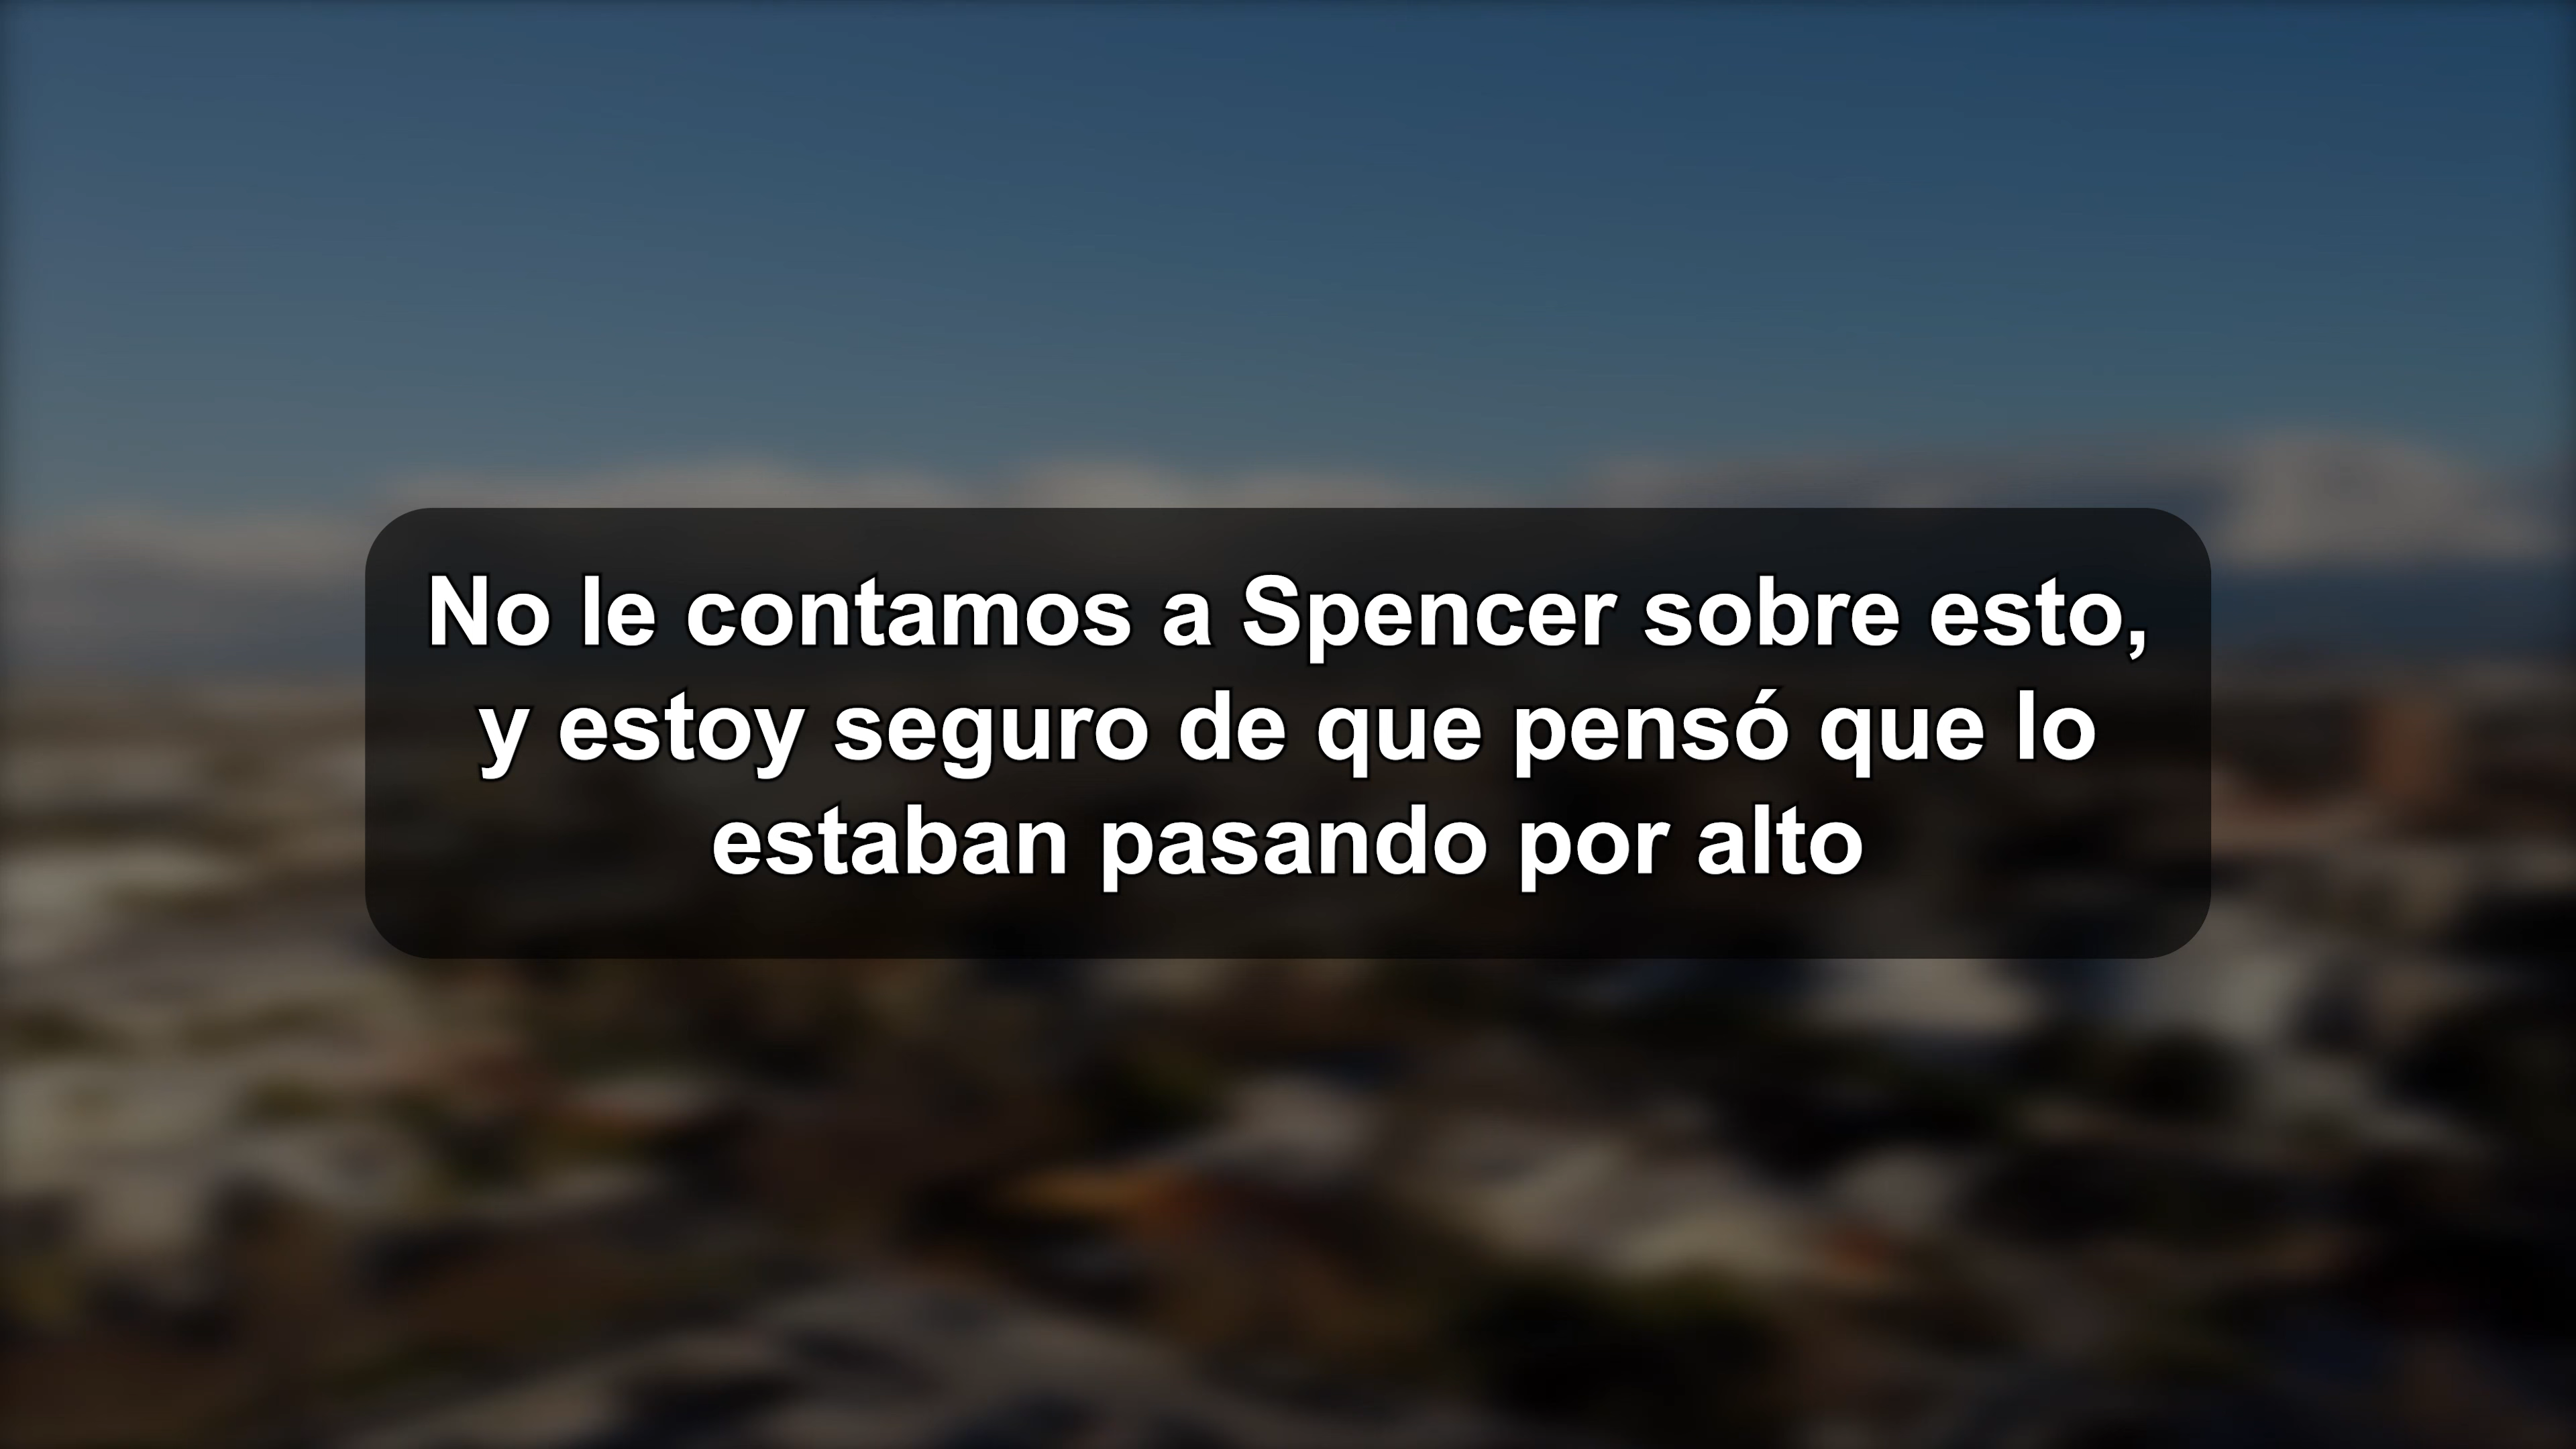 No le contamos a Spencer sobre esto,
y estoy seguro de que pensó que lo
estaban pasando por alto